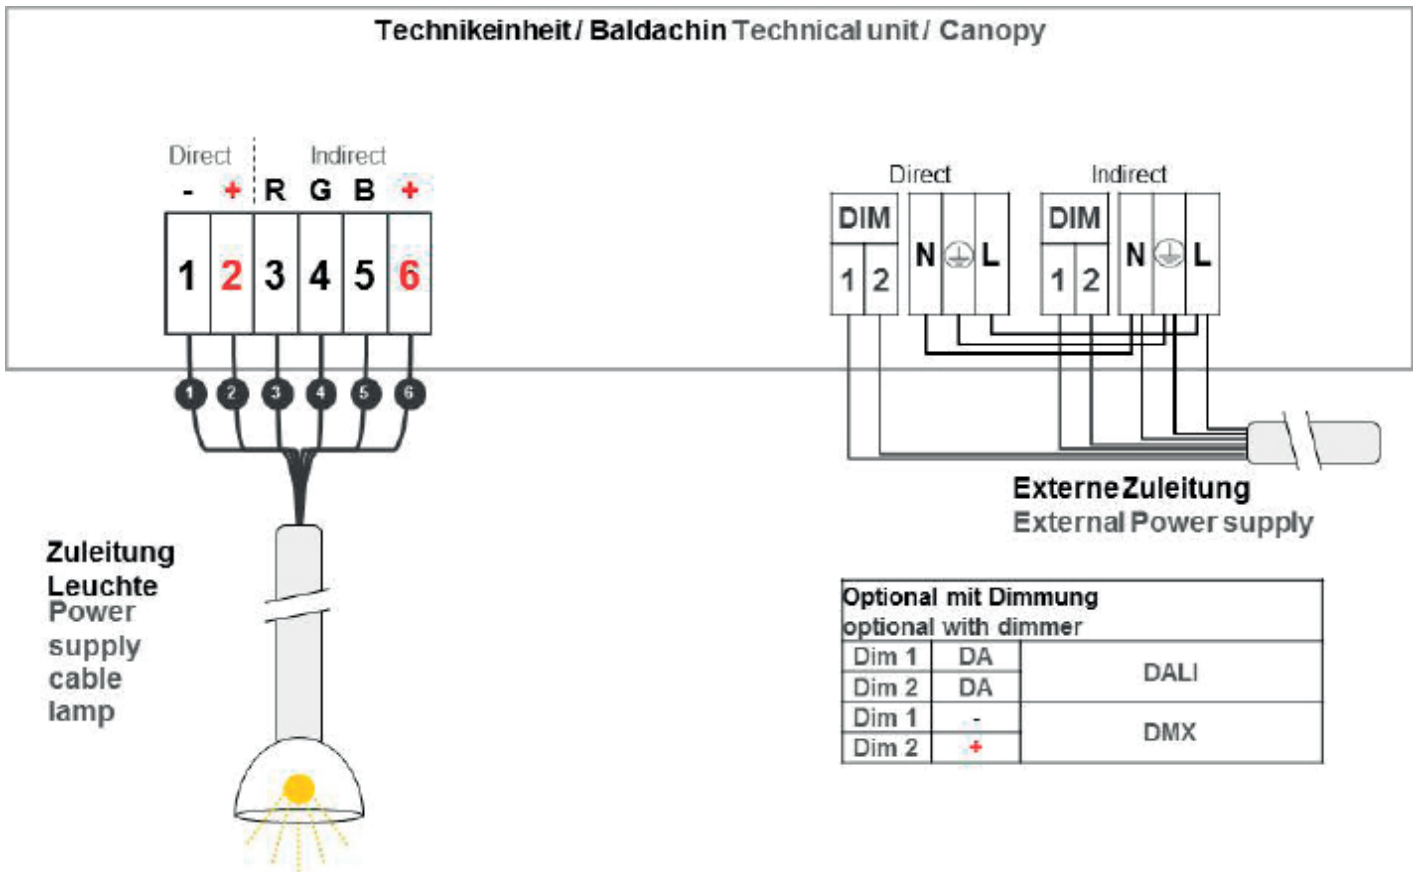 Technikeinheit / Baldachin Technical unit / Canopy
Direct Indirect
- + R G B +
1 2 3 4 5 6
1 2 3 4 5 6
Direct Indirect
DIM N L DIM N L
1 2 1 2
Externe Zuleitung
External Power supply
Zuleitung
Leuchte
Power
supply
cable
lamp
Optional mit Dimmung
optional with dimmer
Dim 1 DA DALI
Dim 2 DA
Dim 1 - DMX
Dim 2 +